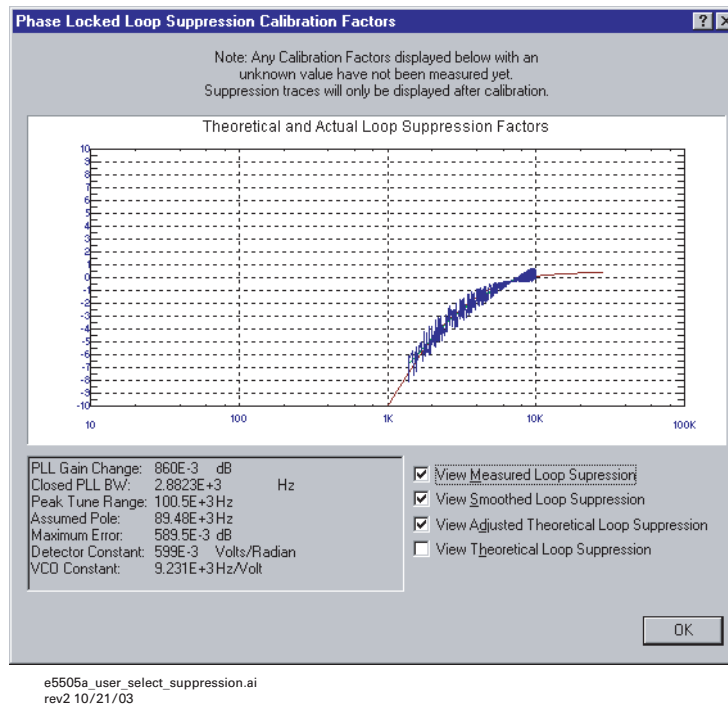 Phase Locked Loop Suppression Calibration Factors
Note: Any Calibration Factors displayed below with an
unknown value have not been measured yet.
Suppression traces will only be displayed after calibration.
Theoretical and Actual Loop Suppression Factors
10
9
8
7
6
5
4
3
2
1
0
-1
-2
-3
-4
-5
-6
-7
-8
-9
-10
10
100
1K
10K
100K
PLL Gain Change: 860E-3 dB
Closed PLL BW: 2.8823E+3 Hz
Peak Tune Range: 100.5E+3Hz
Assumed Pole: 89.48E+3Hz
Maximum Error: 589.5E-3 dB
Detector Constant: 599E-3 Volts/Radian
VCO Constant: 9.231E+3Hz/Volt
View Measured Loop Supression
View Smoothed Loop Suppression
View Adjusted Theoretical Loop Suppression
View Theoretical Loop Suppression
OK
e5505a_user_select_suppression.ai
rev2 10/21/03